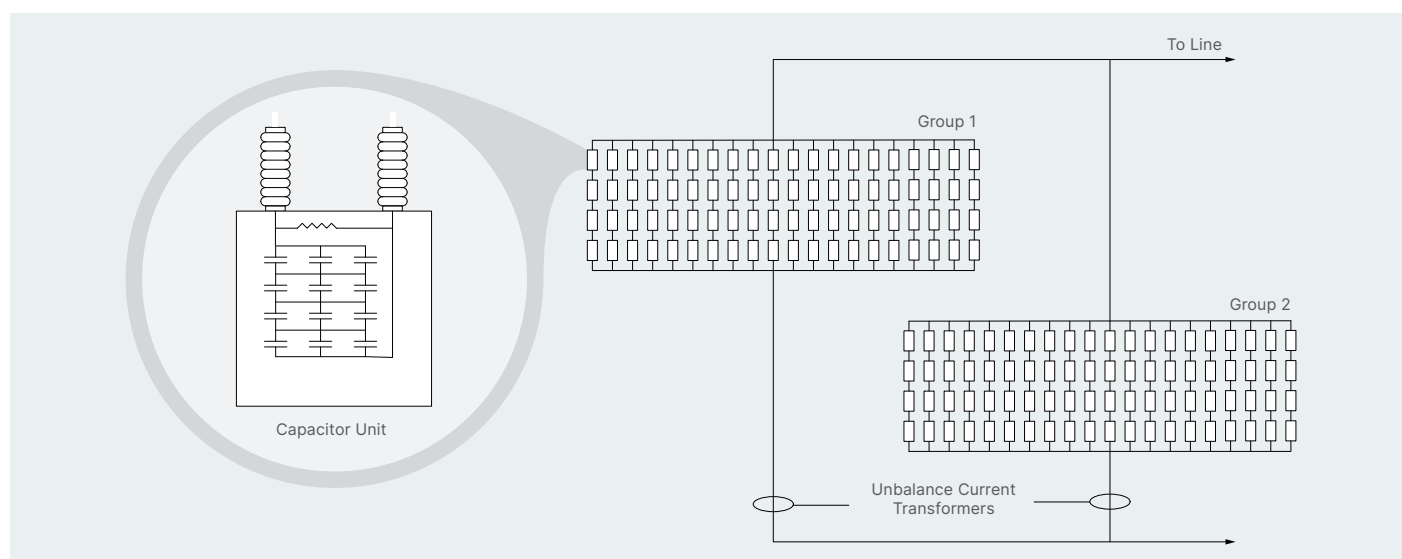 To Line
Group 1
Group 2
Capacitor Unit
Unbalance Current
Transformers